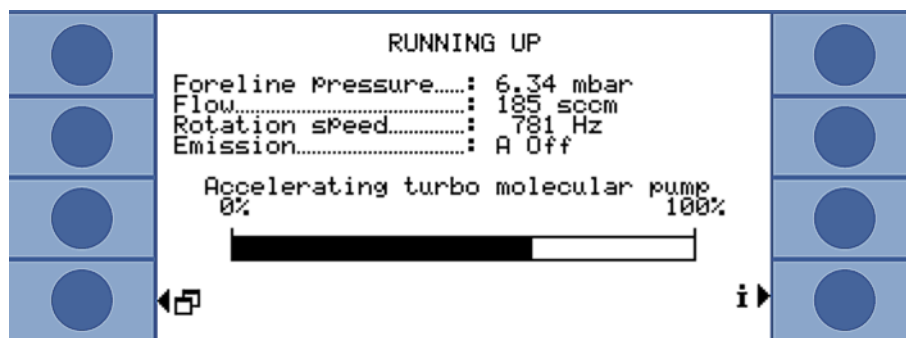 RUNNING UP
Foreline Pressure.....: 6.34 mbar
Flow..............................: 185 sccm
Rotation speed..........: 781 Hz
Emission......................: A Off
Accelerating turbo molecular pump
0% 100%
i